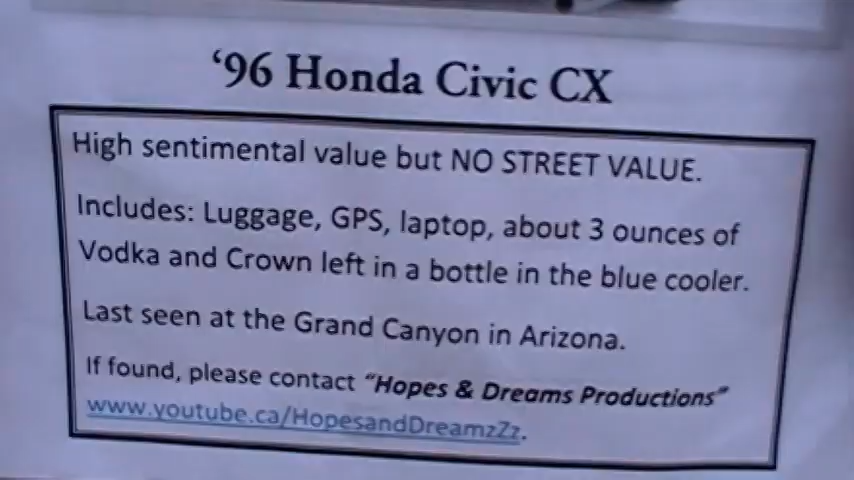 ‘96 Honda Civic CX
High sentimental value but NO STREET VALUE.
Includes: Luggage, GPS, laptop, about 3 ounces of
Vodka and Crown left in a bottle in the blue cooler.
Last seen at the Grand Canyon in Arizona.
If found, please contact “Hopes & Dreams Productions”
www.youtube.ca/HopesandDreamzZz.